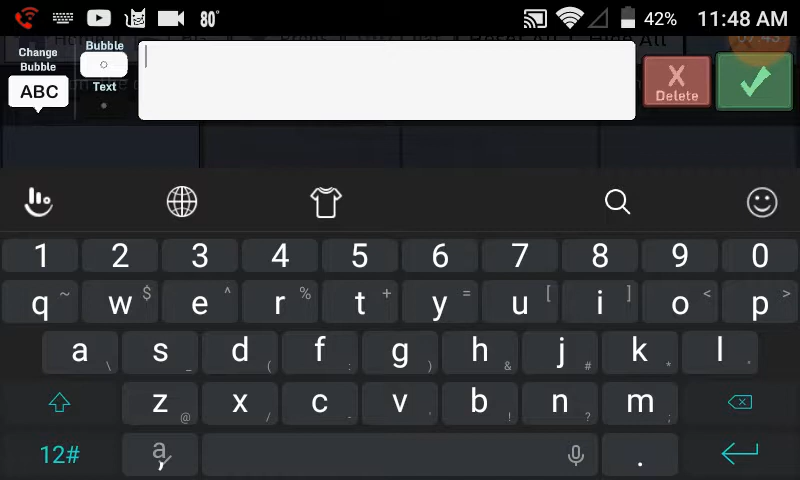 80° 42% 11:48 AM
Change
Bubble
ABC
Bubble
Text
X
Delete
1 2 3 4 5 6 7 8 9 0
q ~ w $ e ^ r % t + y = u [ i ] o < p >
a \ s _ d ( f : g ) h & j # k * l "
z @ x / c - v ' b ! n ? m ;
12# a , .